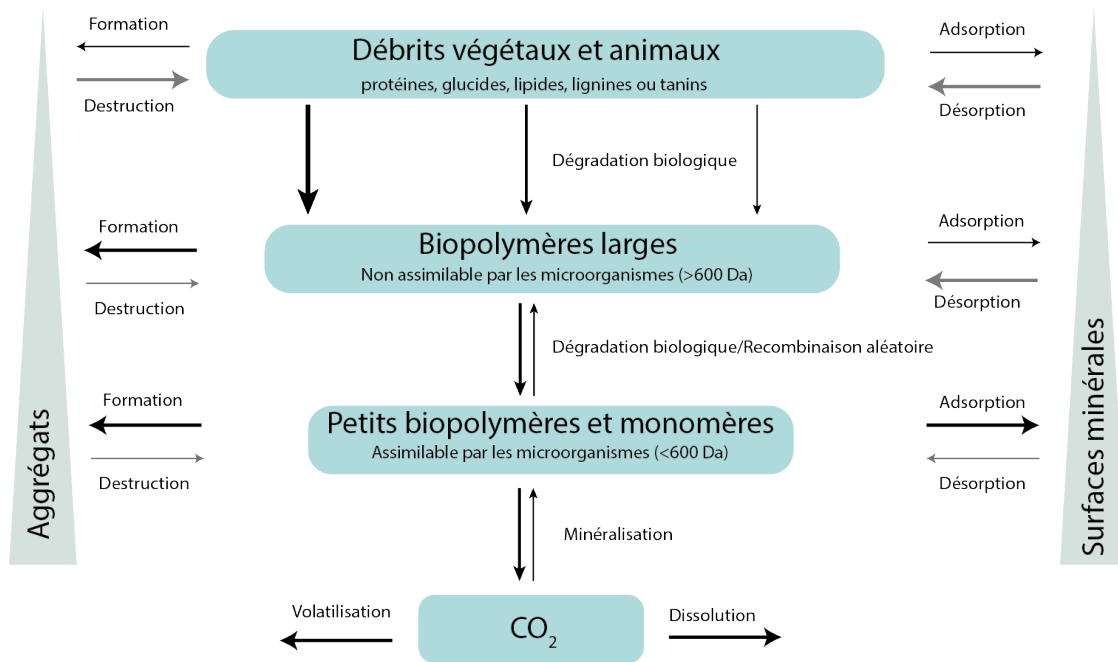 Formation
Débrits végétaux et animaux
Adsorption
protéines, glucides, lipides, lignines ou tanins
Destruction
Désorption
Dégradation biologique
Formation
Biopolymères larges
Adsorption
Non assimilable par les microorganismes (>600 Da)
Destruction
Désorption
Dégradation biologique/Recombinaison aléatoire
Formation
Petits biopolymères et monomères
Adsorption
Assimilable par les microorganismes (<600 Da)
Destruction
Désorption
Aggrégats
Surfaces minérales
Minéralisation
Volatilisation
CO₂
Dissolution